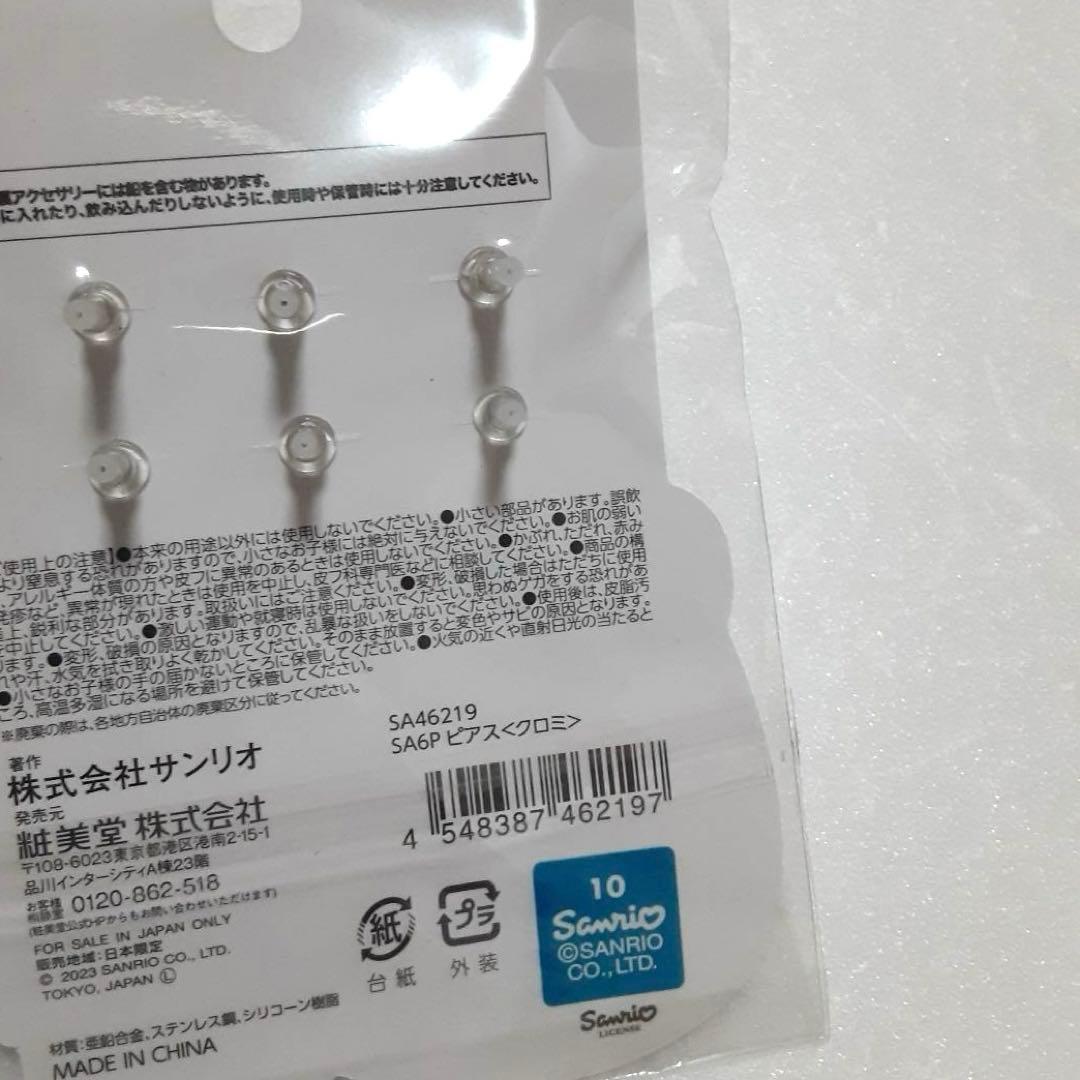 属アクセサリーには鉛を含む物があります。
に入れたり、飲み込んだりしないように、使用時や保管時には十分注意してください。
使用上の注意】●本来の用途以外には使用しないでください。●小さい部品があります。誤飲
より窒息する恐れがありますので、小さなお子様には絶対に与えないでください。●お肌の弱い
、アレルギー体質の方や皮フに異常のあるときは使用しないでください。●かぶれ、ただれ、赤み
発疹など、異常が現れたときは使用を中止し、皮フ科専門医などに相談してください。●商品の構
上、鋭利な部分があります。取扱いにはご注意ください。●変形、破損した場合はただちに使用
を中止してください。●激しい運動や就寝時は使用しないでください。思わぬケガをする恐れがあ
ります。●変形、破損の原因となりますので、乱暴な扱いをしないでください。●使用後は、皮脂汚
れや汗、水気を拭き取りよく乾かしてください。そのまま放置すると変色やサビの原因となります。
●小さなお子様の手の届かないところに保管してください。●火気の近くや直射日光の当たると
ころ、高温多湿になる場所を避けて保管してください。
※廃棄の際は、各地方自治体の廃棄区分に従ってください。
SA46219
SA6P ピアス<クロミ>
著作
株式会社サンリオ
発売元
粧美堂 株式会社
〒108-6023東京都港区港南2-15-1
品川インターシティA棟23階
お客様相談室 0120-862-518
(粧美堂公式HPからもお問い合わせいただけます)
FOR SALE IN JAPAN ONLY
販売地域:日本限定
© 2023 SANRIO CO., LTD.
TOKYO, JAPAN Ⓛ
4 548387 462197
紙
台紙
プラ
外装
10
Sanrio
©SANRIO
CO.,LTD.
Sanrio
LICENSE
材質:亜鉛合金、ステンレス鋼、シリコーン樹脂
MADE IN CHINA